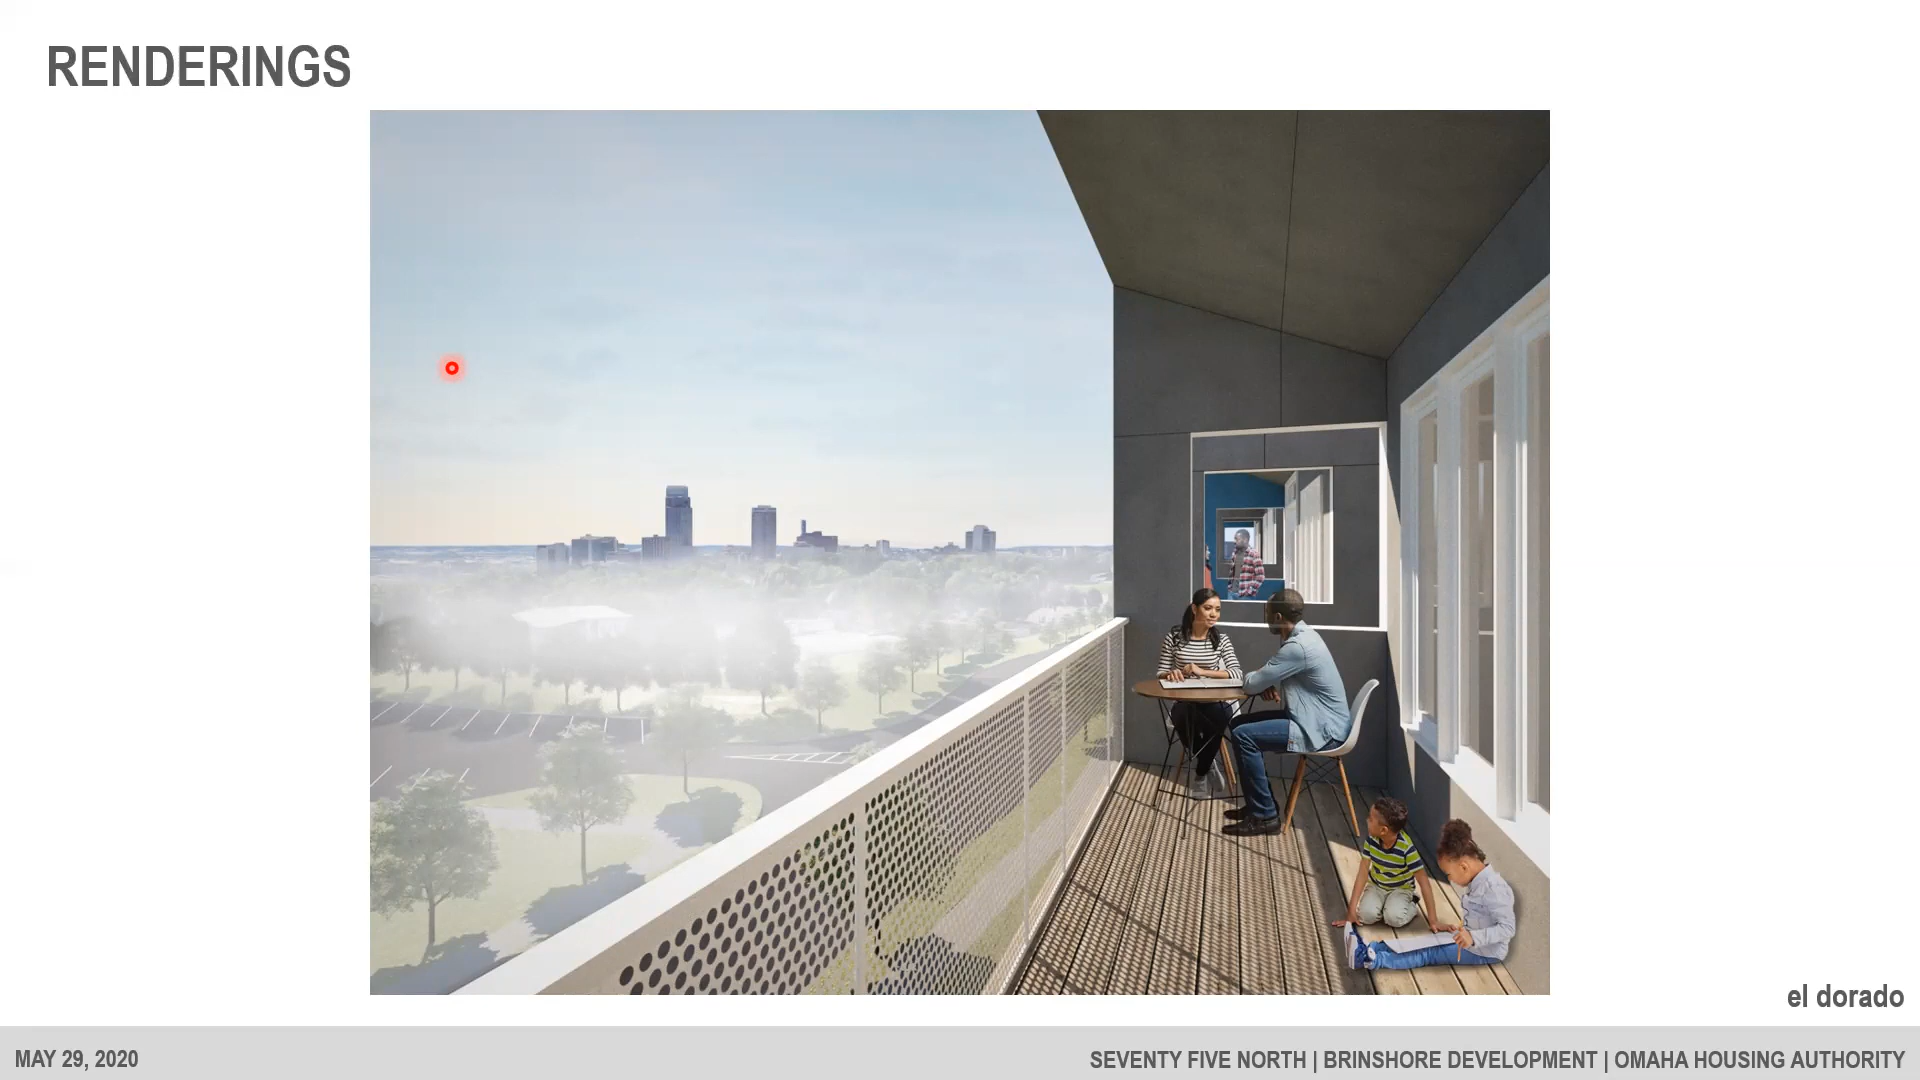 RENDERINGS
el dorado
MAY 29, 2020
SEVENTY FIVE NORTH | BRINSHORE DEVELOPMENT | OMAHA HOUSING AUTHORITY